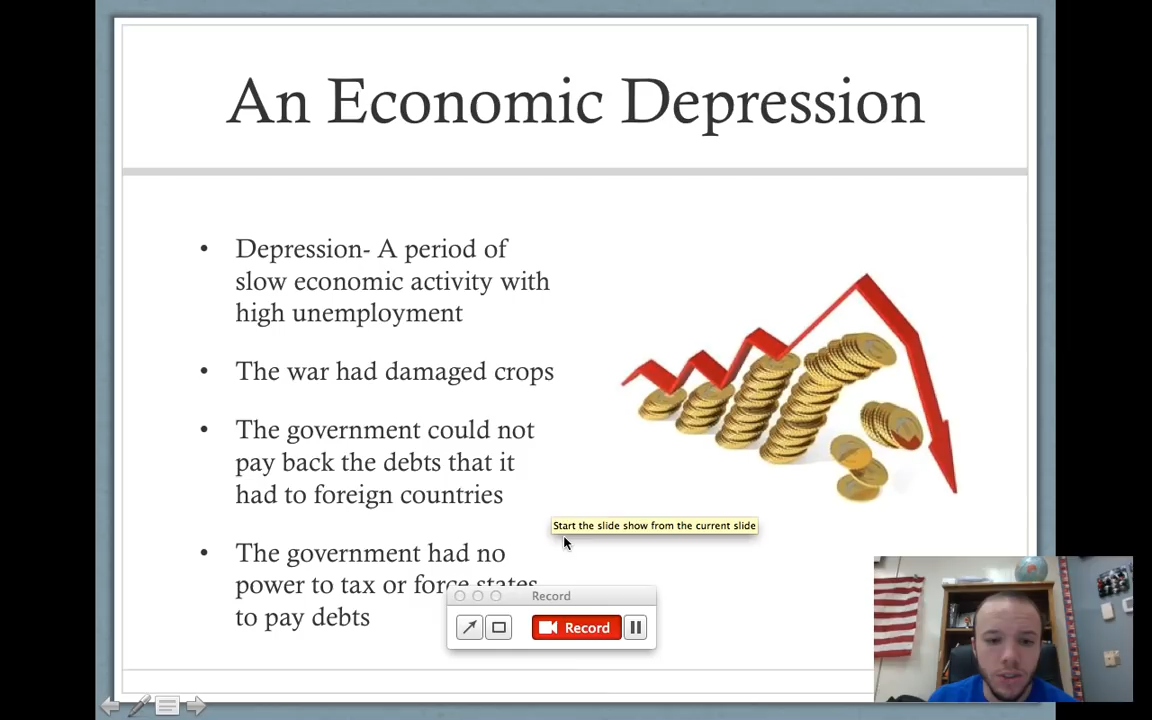 An Economic Depression
• Depression- A period of
slow economic activity with
high unemployment
• The war had damaged crops
• The government could not
pay back the debts that it
had to foreign countries
Start the slide show from the current slide
• The government had no
power to tax or force states
to pay debts
Record
Record